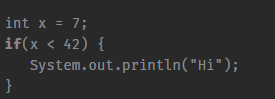 int x = 7;
if(x < 42) {
   System.out.println("Hi");
}